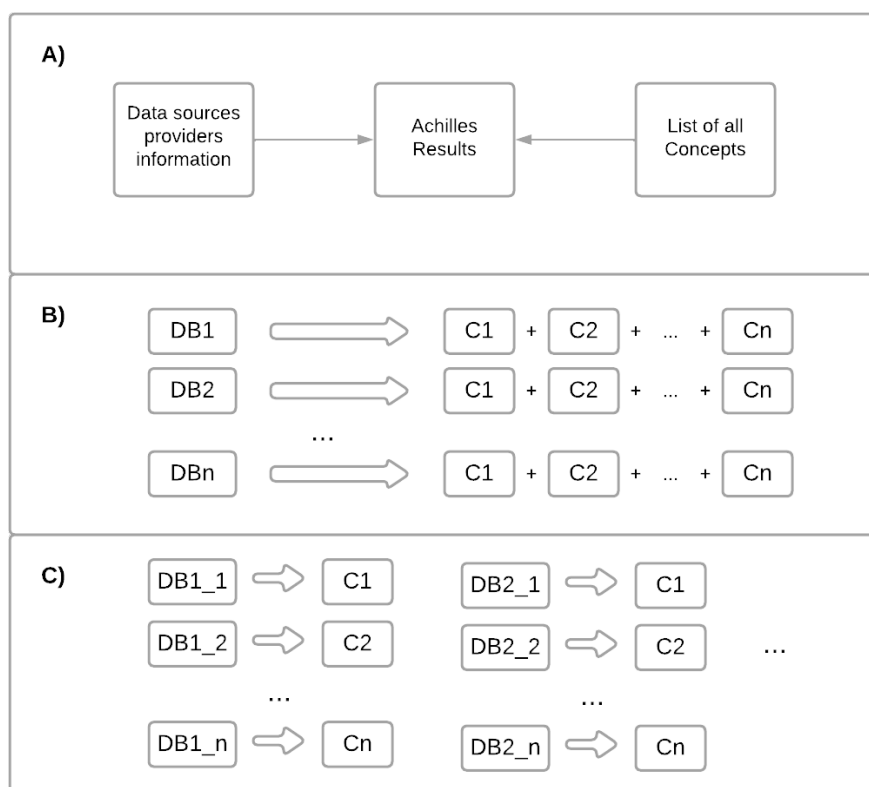 A)
Data sources
providers
information
Achilles
Results
List of all
Concepts
B)
DB1 C1 + C2 + ... + Cn
DB2 C1 + C2 + ... + Cn
...
DBn C1 + C2 + ... + Cn
C)
DB1_1 C1 DB2_1 C1
DB1_2 C2 DB2_2 C2 ...
... ...
DB1_n Cn DB2_n Cn